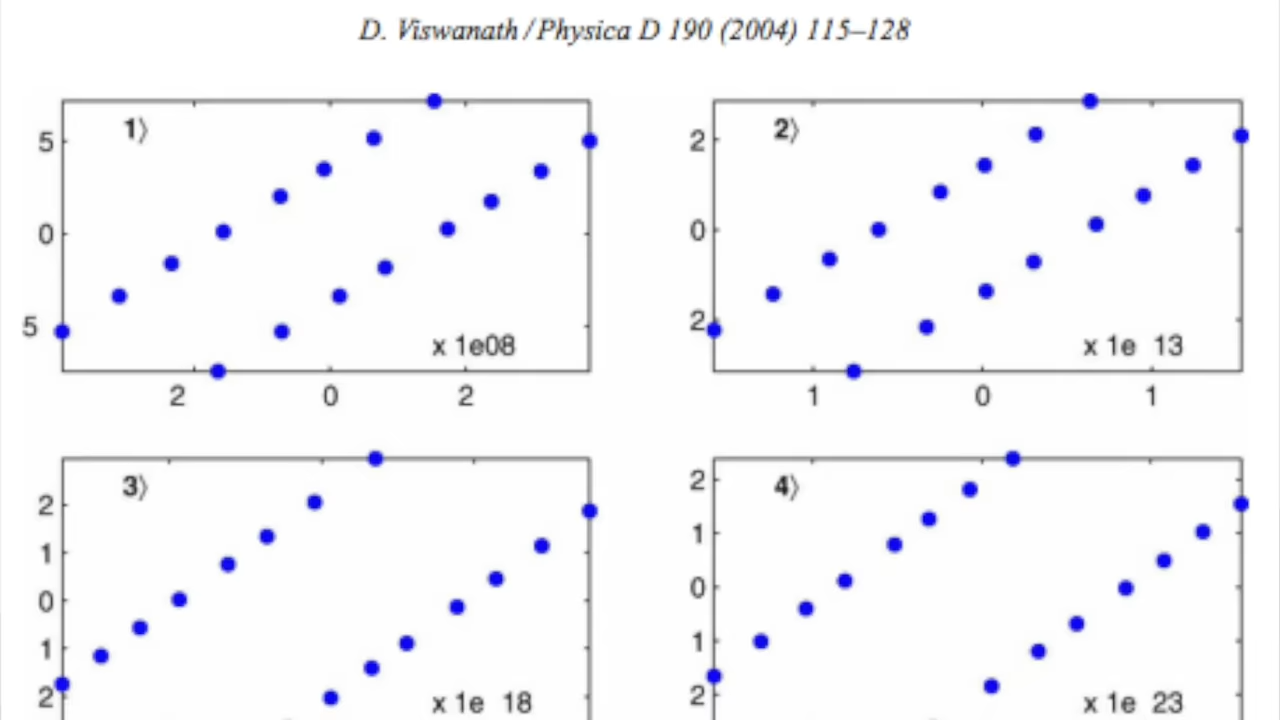 D. Viswanath / Physica D 190 (2004) 115–128
1⟩
5
0
5
x 1e08
2 0 2
2⟩
2
0
2
x 1e 13
1 0 1
3⟩
2
1
0
1
2
x 1e 18
4⟩
2
1
0
1
2
x 1e 23